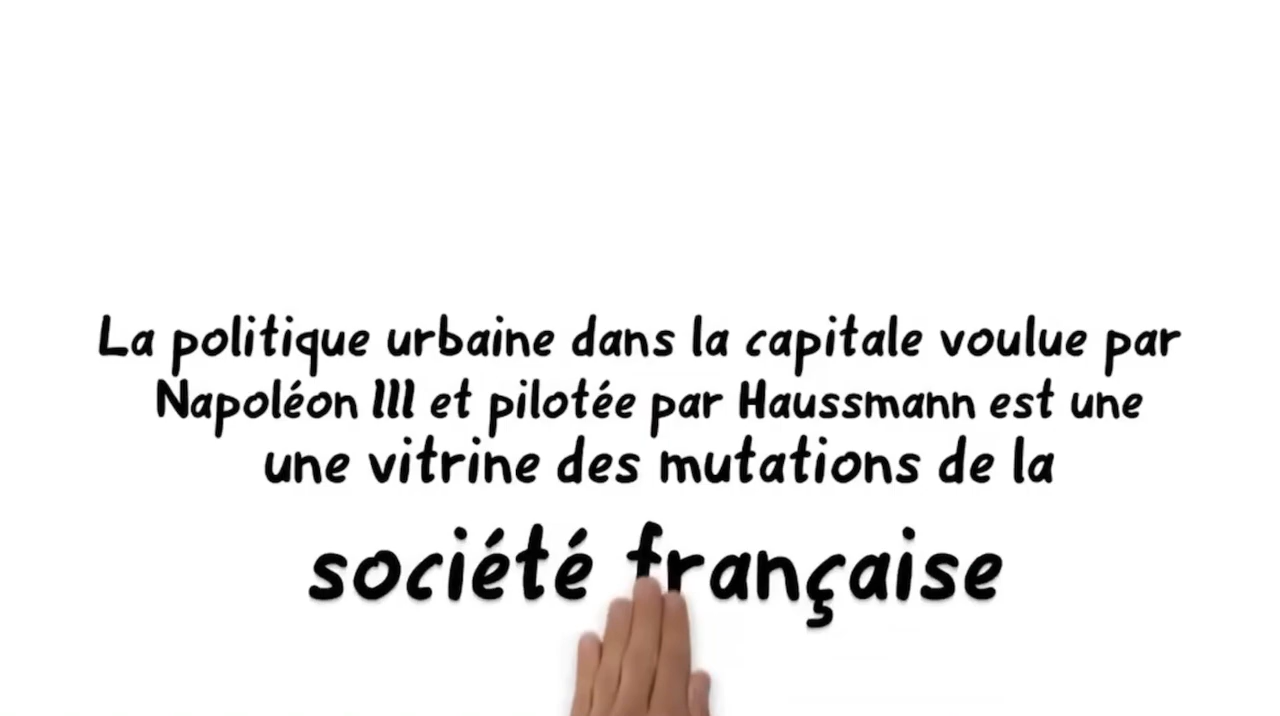 La politique urbaine dans la capitale voulue par
Napoléon III et pilotée par Haussmann est une
une vitrine des mutations de la
société française